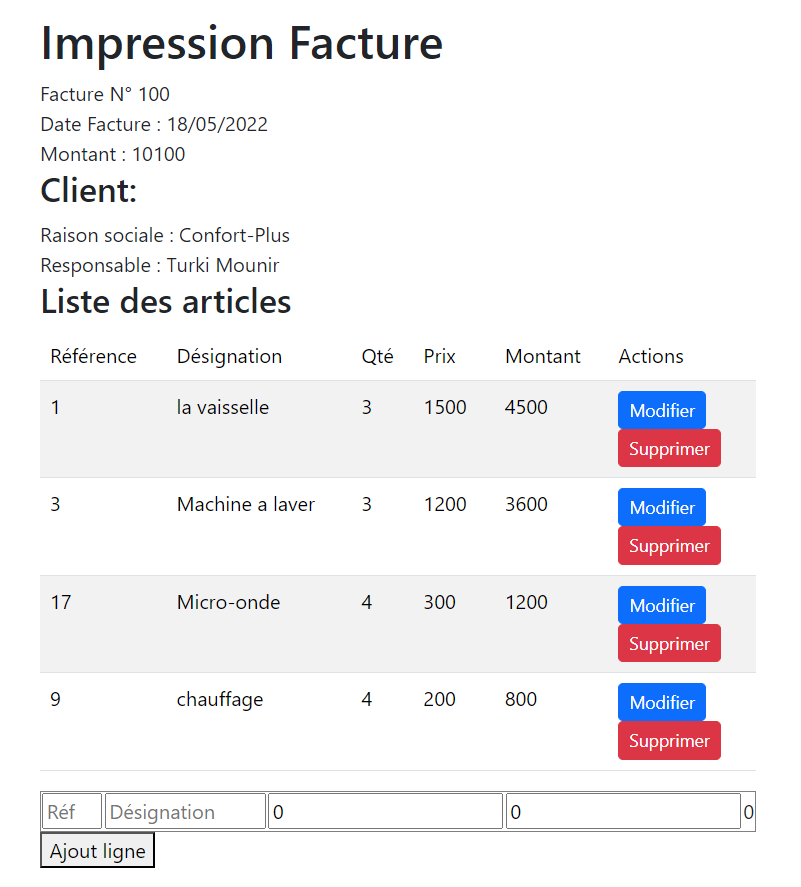 Impression Facture
Facture N° 100
Date Facture : 18/05/2022
Montant : 10100
Client:
Raison sociale : Confort-Plus
Responsable : Turki Mounir
Liste des articles
Référence Désignation Qté Prix Montant Actions
1 la vaisselle 3 1500 4500 Modifier
Supprimer
3 Machine a laver 3 1200 3600 Modifier
Supprimer
17 Micro-onde 4 300 1200 Modifier
Supprimer
9 chauffage 4 200 800 Modifier
Supprimer
Réf Désignation 0 0 0
Ajout ligne